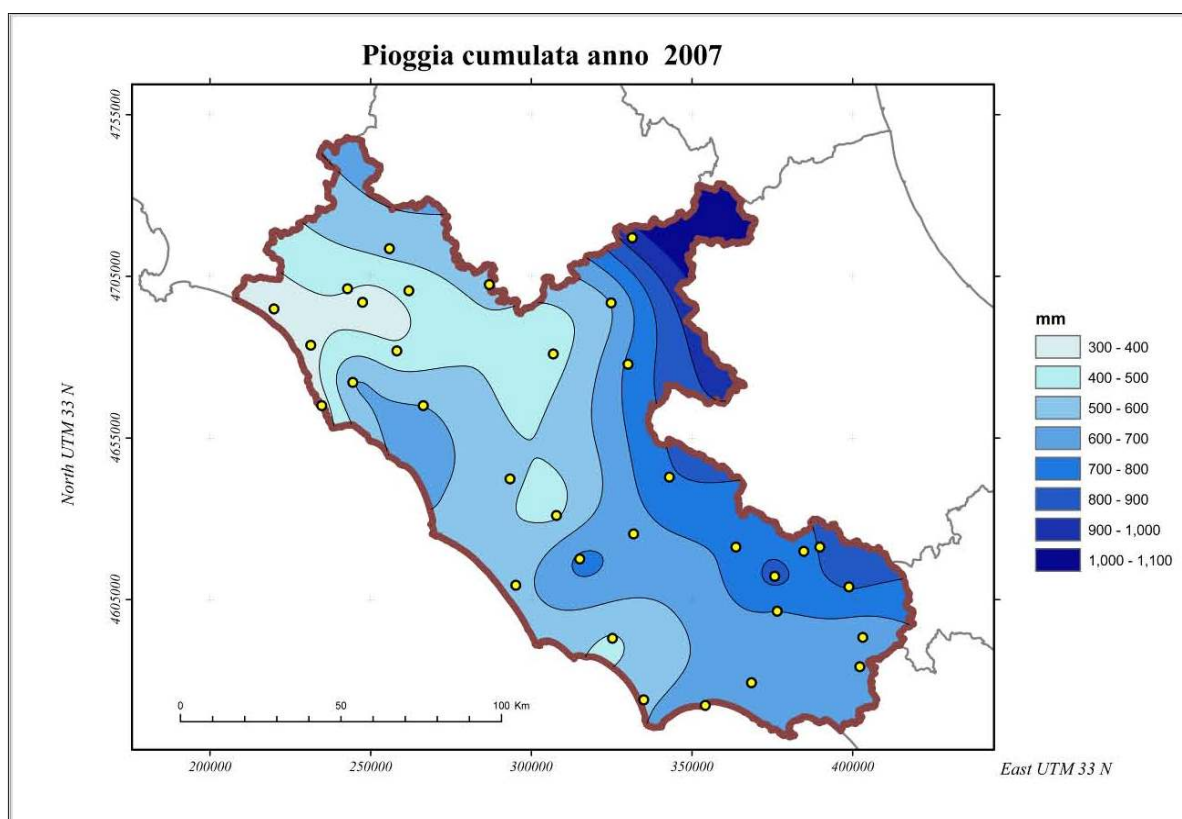 Pioggia cumulata anno 2007
4755000
4705000
4655000
4605000
North UTM 33 N
mm
300 - 400
400 - 500
500 - 600
600 - 700
700 - 800
800 - 900
900 - 1,000
1,000 - 1,100
0 50 100 Km
200000 250000 300000 350000 400000
East UTM 33 N